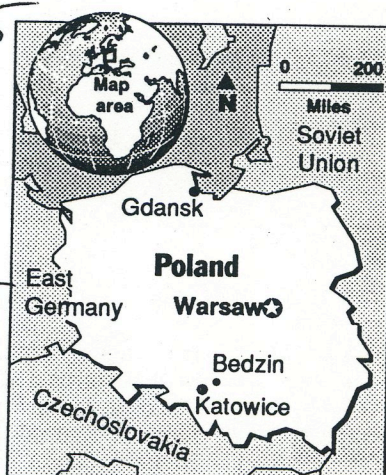 Map
area
N
0 200
Miles
Soviet
Union
Gdansk
Poland
East
Germany
Warsaw
Bedzin
Katowice
Czechoslovakia